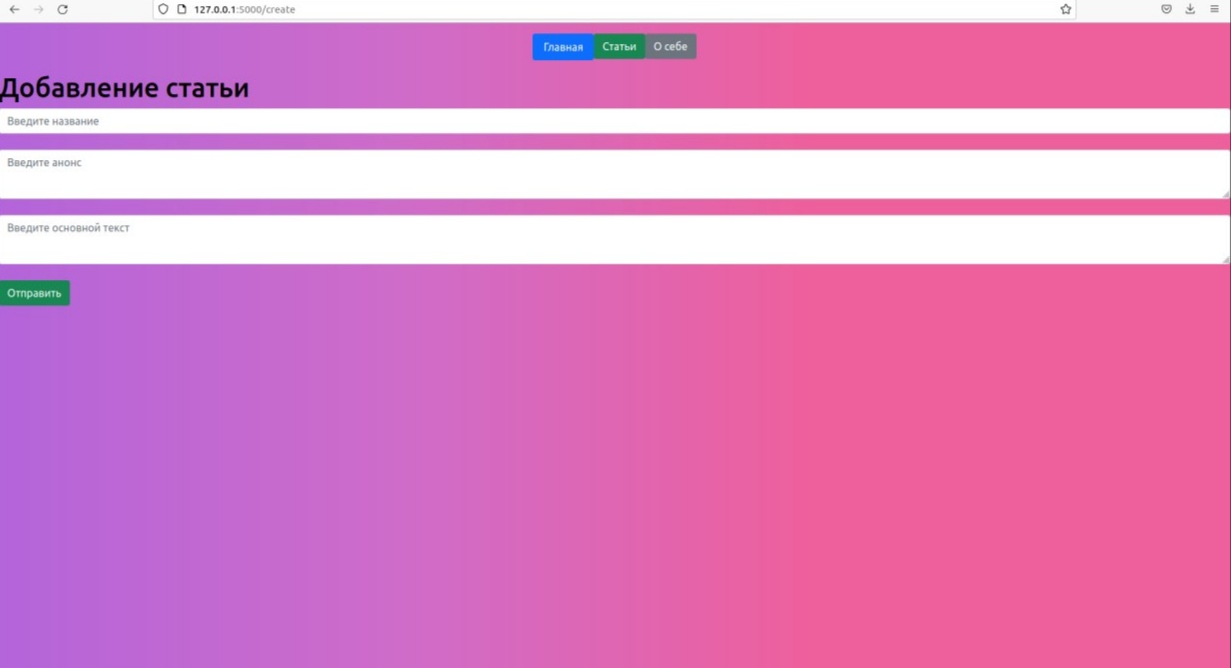 127.0.0.1:5000/create
Главная Статьи О себе
Добавление статьи
Введите название
Введите анонс
Введите основной текст
Отправить